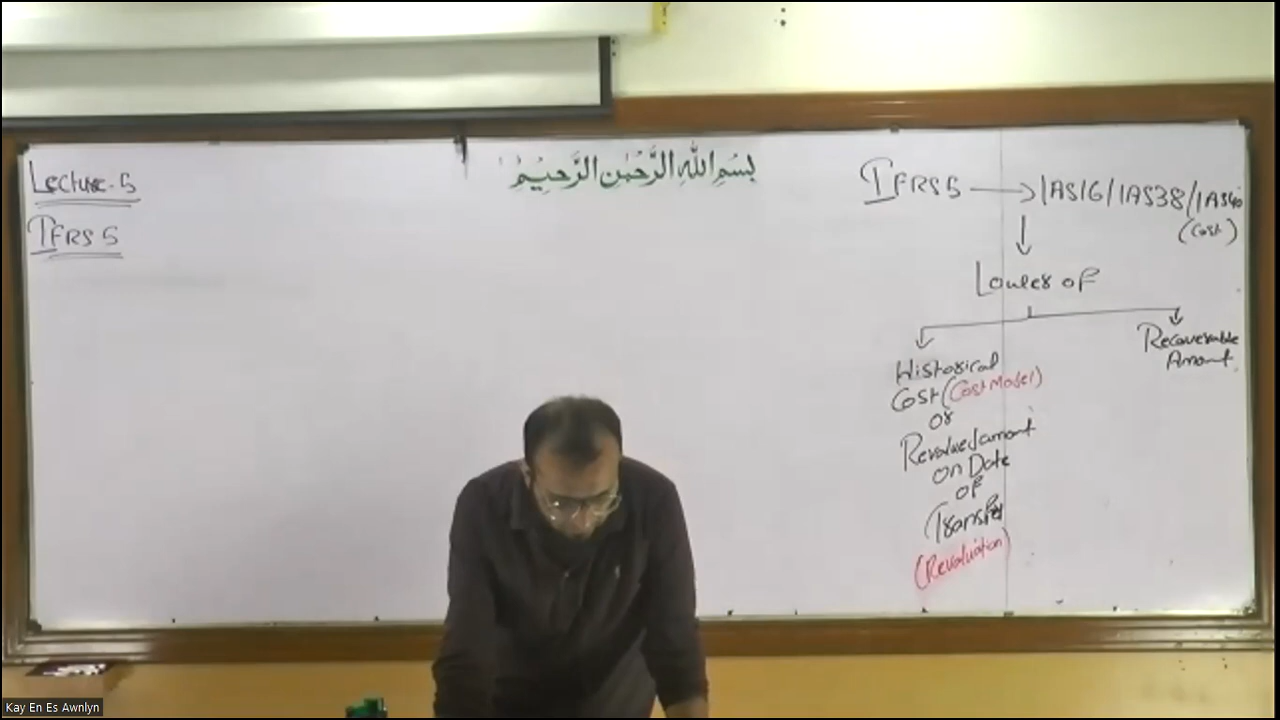 Lecture-5
IFRS 5
بِسْمِ اللهِ الرَّحْمٰنِ الرَّحِيْمِ
IFRS 5 → IAS16/IAS38/IAS40
(Cost)
Lower of
Historical
Cost (Cost Model)
or
Revalued amount
on Date
of
Transfer
(Revaluation)
Recoverable
Amount
Kay En Es Awnlyn